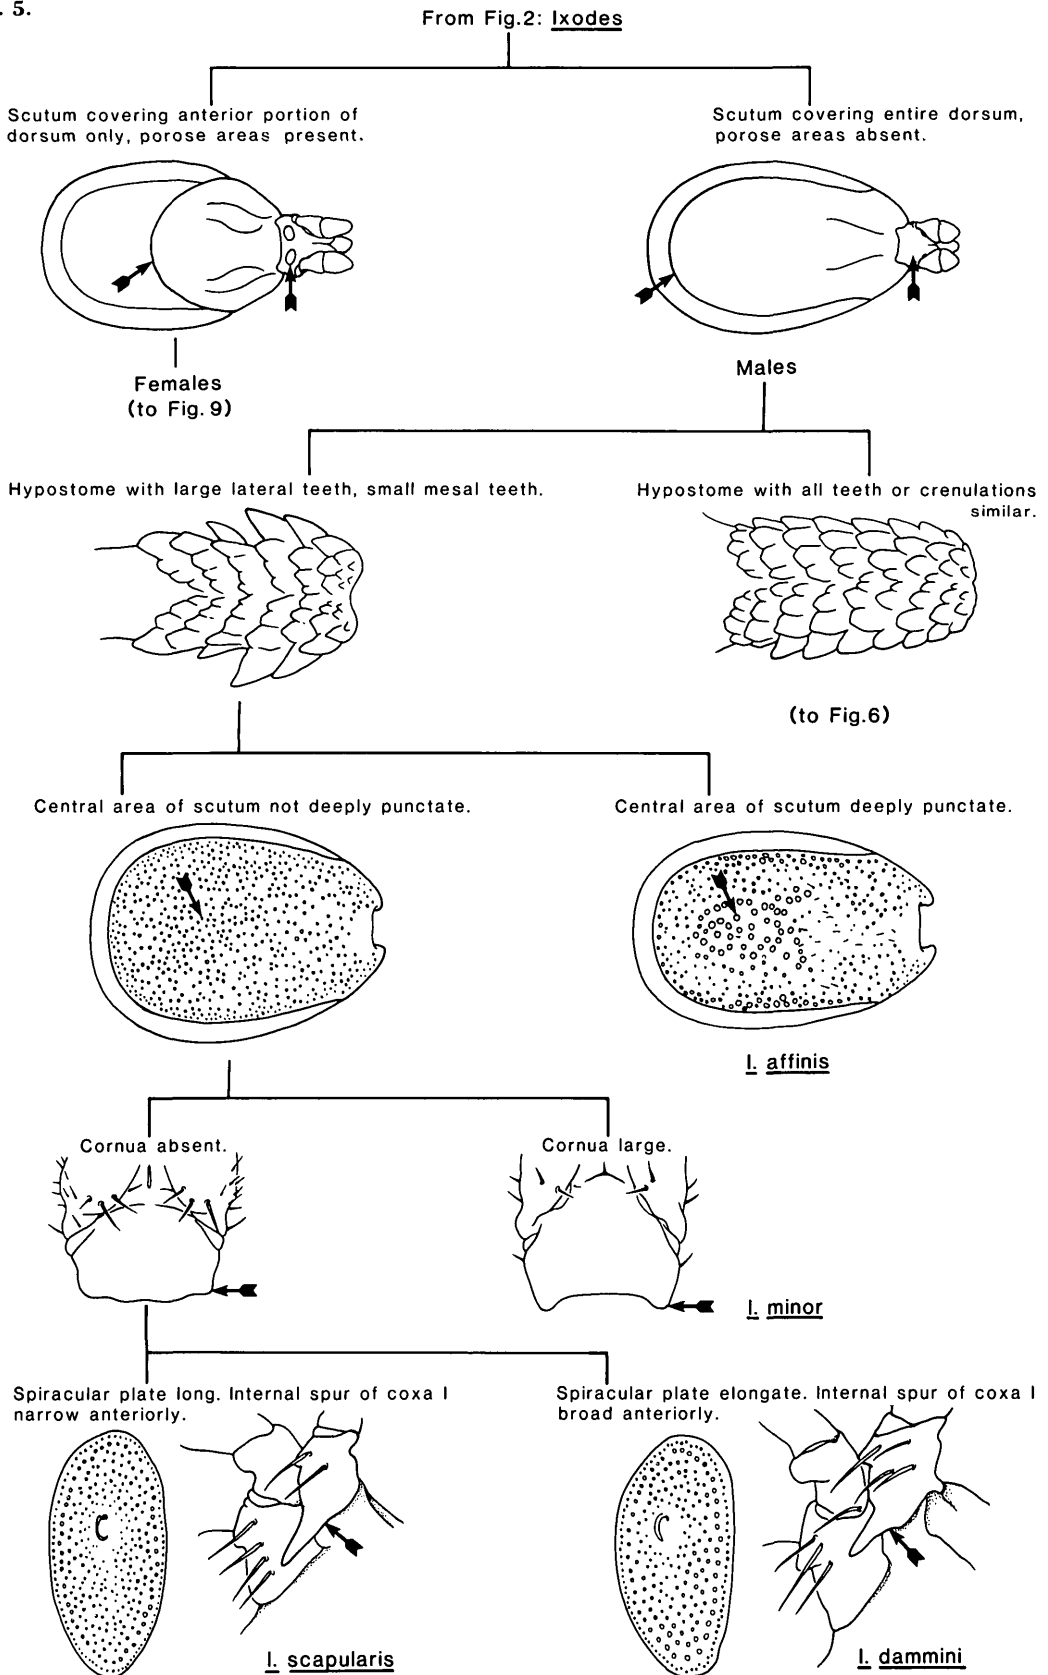 . 5.
From Fig.2: Ixodes
Scutum covering anterior portion of
dorsum only, porose areas present.
Scutum covering entire dorsum,
porose areas absent.
Females
(to Fig. 9)
Males
Hypostome with large lateral teeth, small mesal teeth.
Hypostome with all teeth or crenulations
similar.
(to Fig.6)
Central area of scutum not deeply punctate.
Central area of scutum deeply punctate.
I. affinis
Cornua absent.
Cornua large.
I. minor
Spiracular plate long. Internal spur of coxa I
narrow anteriorly.
Spiracular plate elongate. Internal spur of coxa I
broad anteriorly.
I. scapularis
I. dammini